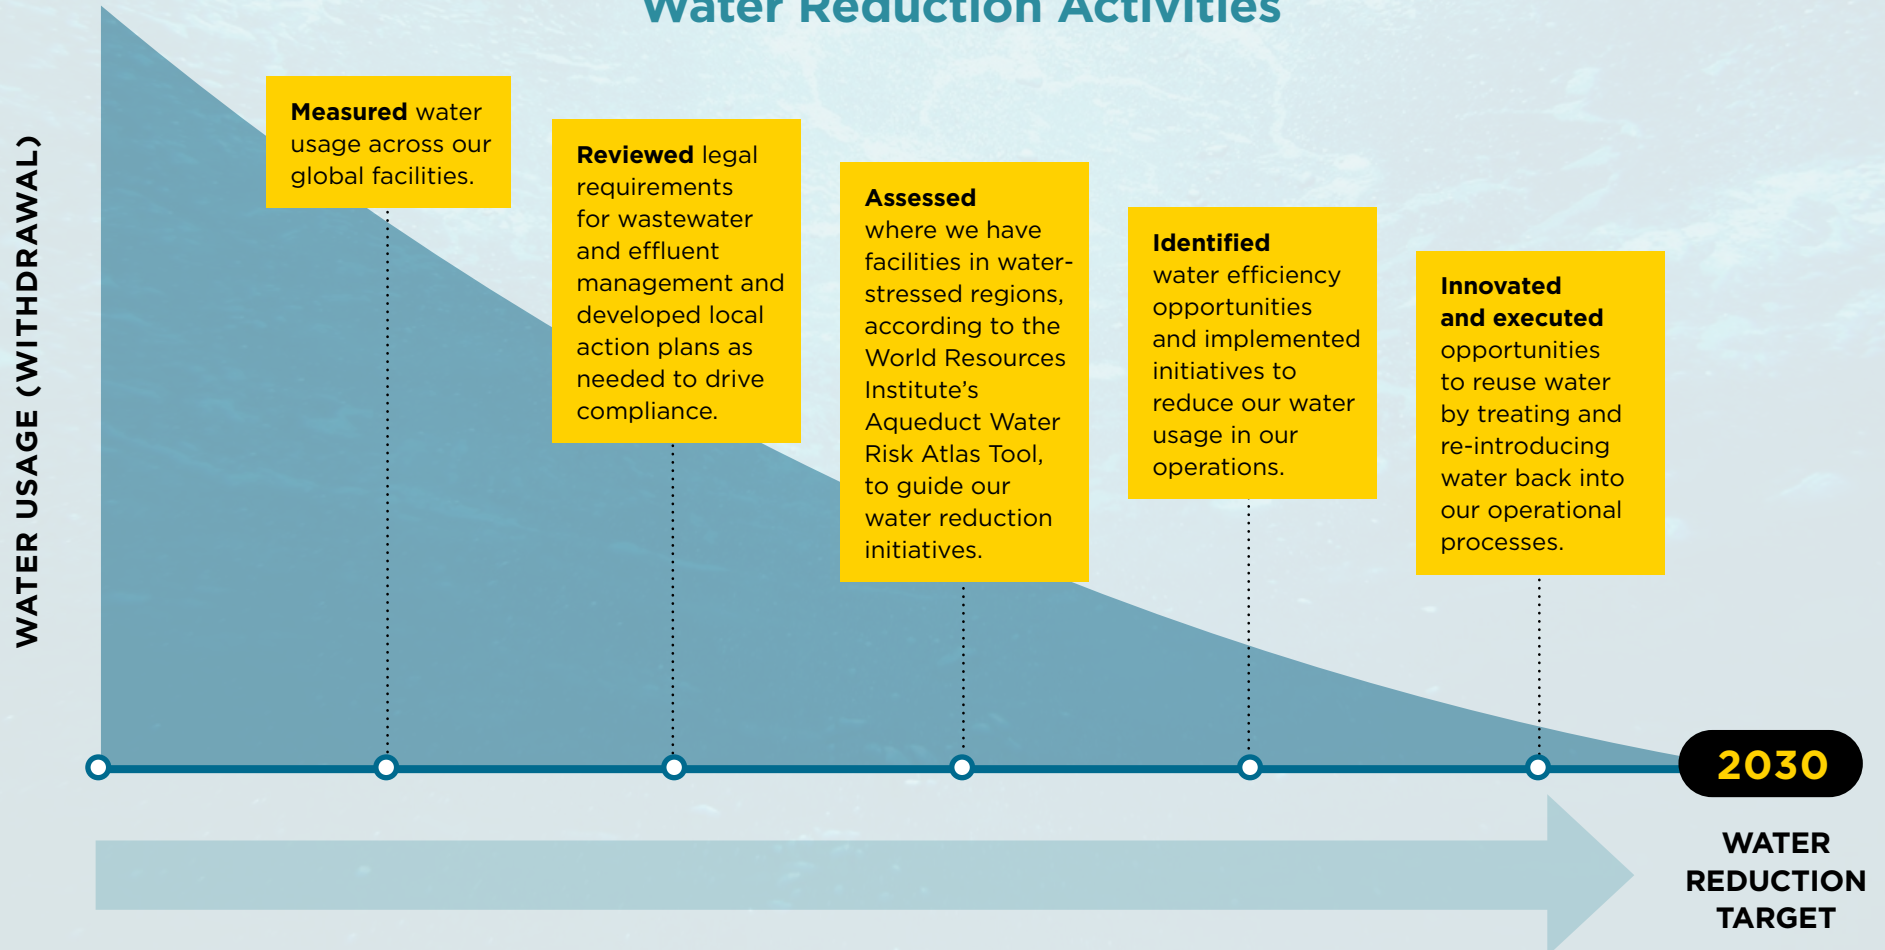 Water Reduction Activities
WATER USAGE (WITHDRAWAL)
Measured water
usage across our
global facilities.
Reviewed legal
requirements
for wastewater
and effluent
management and
developed local
action plans as
needed to drive
compliance.
Assessed
where we have
facilities in water-
stressed regions,
according to the
World Resources
Institute’s
Aqueduct Water
Risk Atlas Tool,
to guide our
water reduction
initiatives.
Identified
water efficiency
opportunities
and implemented
initiatives to
reduce our water
usage in our
operations.
Innovated
and executed
opportunities
to reuse water
by treating and
re-introducing
water back into
our operational
processes.
2030
WATER
REDUCTION
TARGET